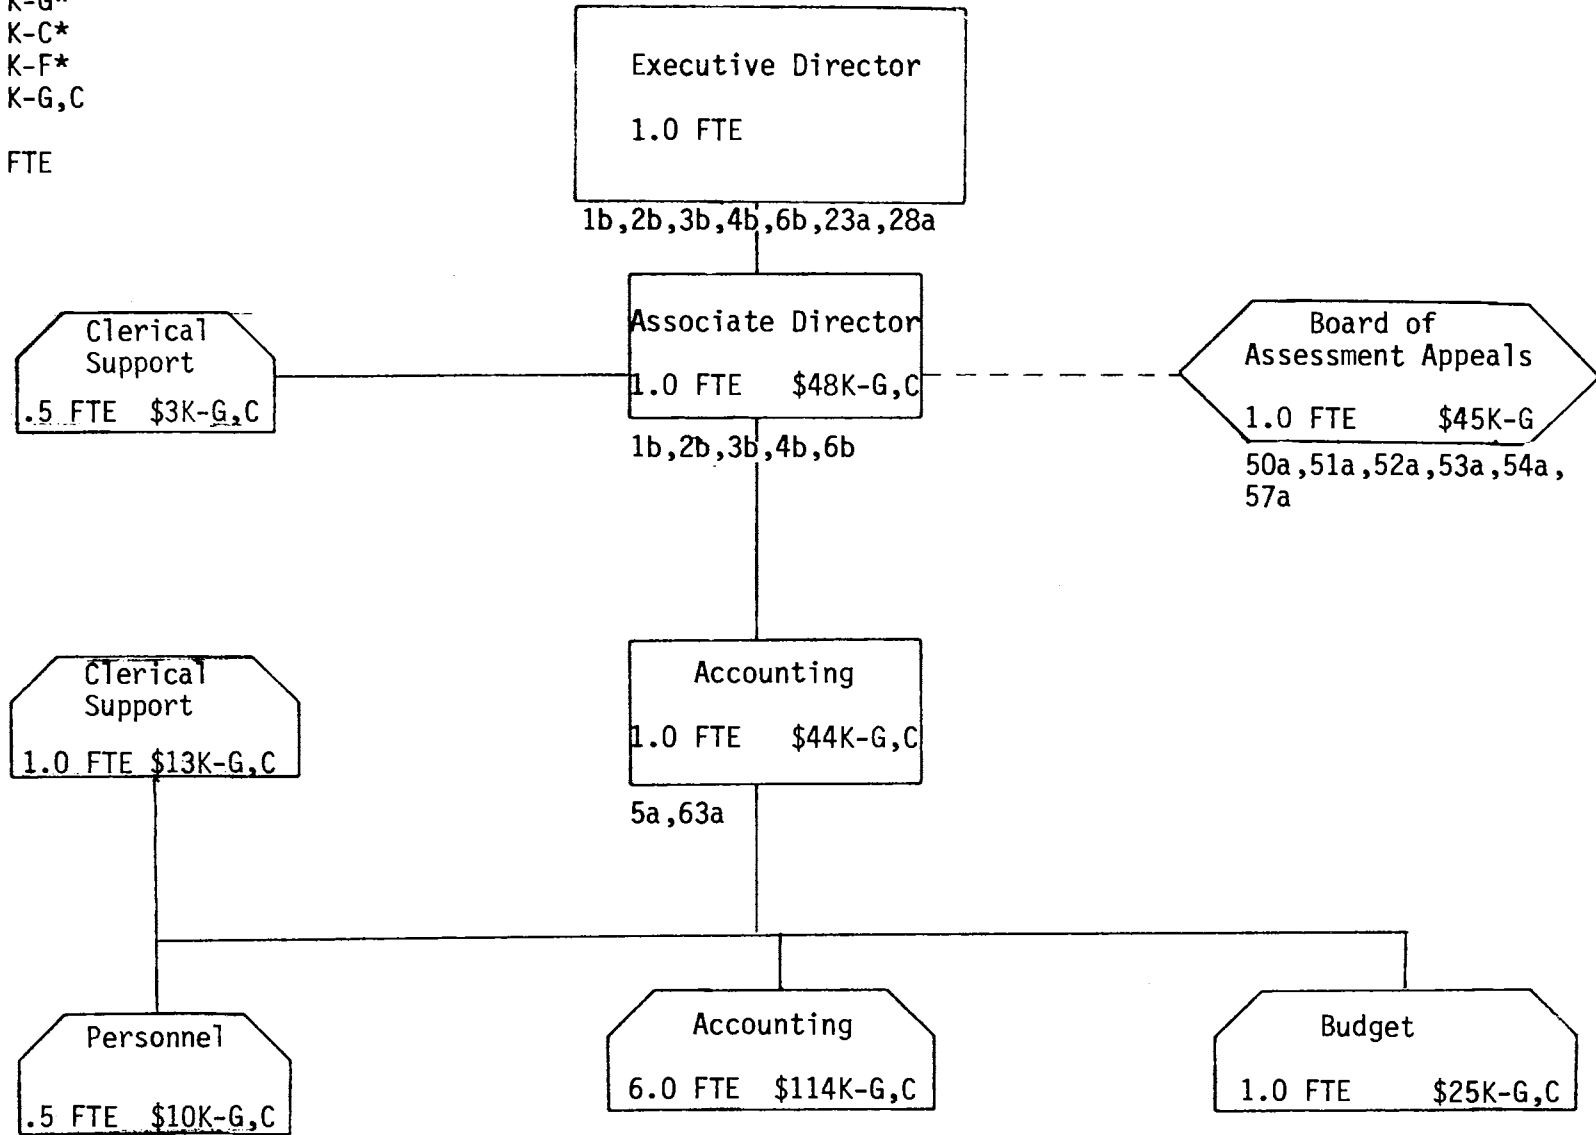 K-G*
K-C*
K-F*
K-G,C
FTE
Executive Director
1.0 FTE
1b,2b,3b,4b,6b,23a,28a
Clerical
Support
.5 FTE $3K-G,C
Associate Director
1.0 FTE $48K-G,C
1b,2b,3b,4b,6b
Board of
Assessment Appeals
1.0 FTE $45K-G
50a,51a,52a,53a,54a,
57a
Clerical
Support
1.0 FTE $13K-G,C
Accounting
1.0 FTE $44K-G,C
5a,63a
Personnel
.5 FTE $10K-G,C
Accounting
6.0 FTE $114K-G,C
Budget
1.0 FTE $25K-G,C